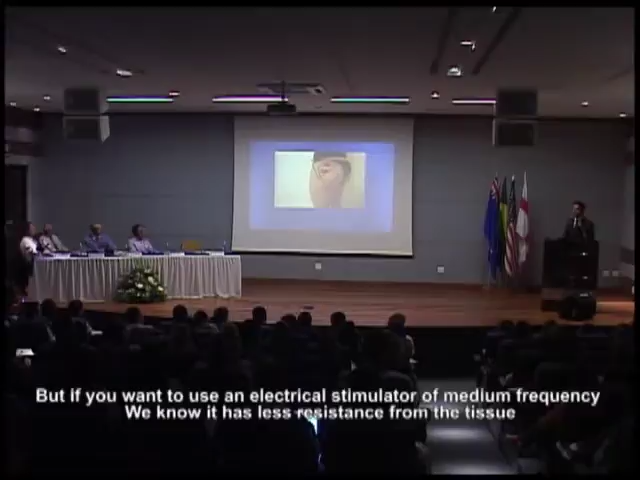 But if you want to use an electrical stimulator of medium frequency
We know it has less resistance from the tissue